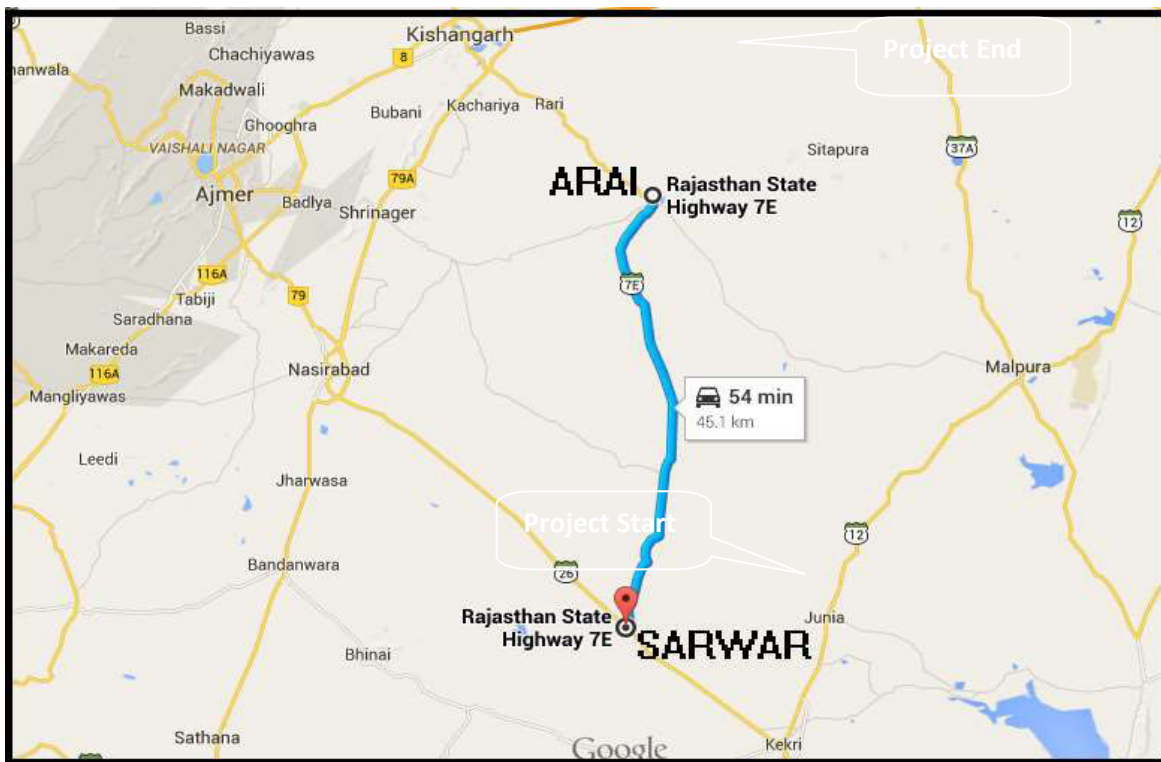 Bassi
Kishangarh
Project End
Chachiyawas
8
Makadwali
Kachariya
Rari
Bubani
Ghooghra
VAISHALI NAGAR
Sitapura
37A
79A
ARAI
Rajasthan State
Highway 7E
Ajmer
Badlya
Shrinager
12
116A
7E
79
Tabiji
Saradhana
Makareda
Nasirabad
Malpura
116A
Mangliyawas
54 min
45.1 km
Leedi
Jharwasa
Project Start
12
Bandanwara
26
Rajasthan State
Highway 7E
SARWAR
Junia
Bhinai
Sathana
Google
Kekri